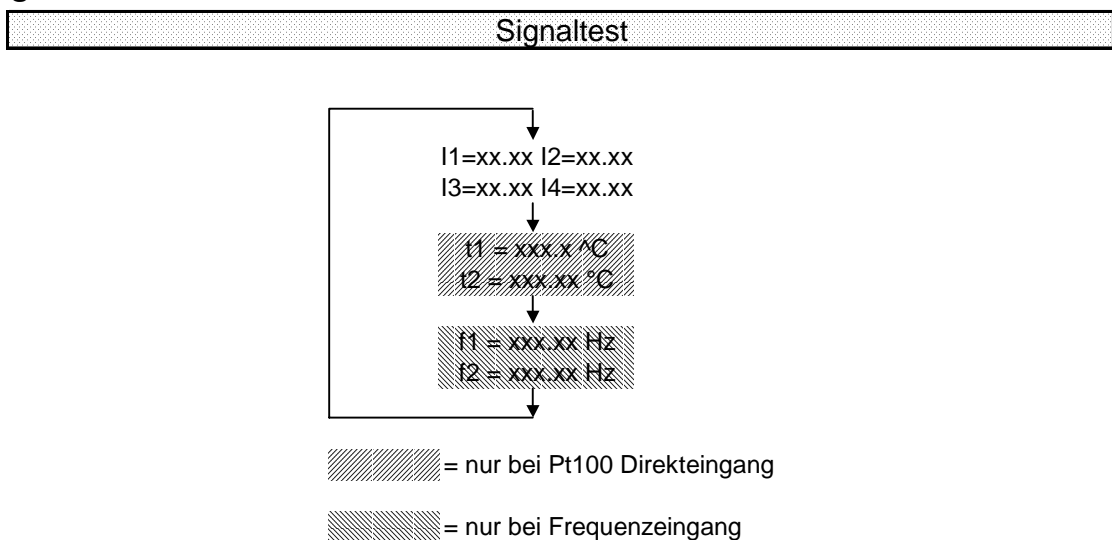 Signaltest
I1=xx.xx I2=xx.xx
I3=xx.xx I4=xx.xx
t1 = xxx.x ^C
t2 = xxx.xx °C
f1 = xxx.xx Hz
f2 = xxx.xx Hz
= nur bei Pt100 Direkteingang
= nur bei Frequenzeingang